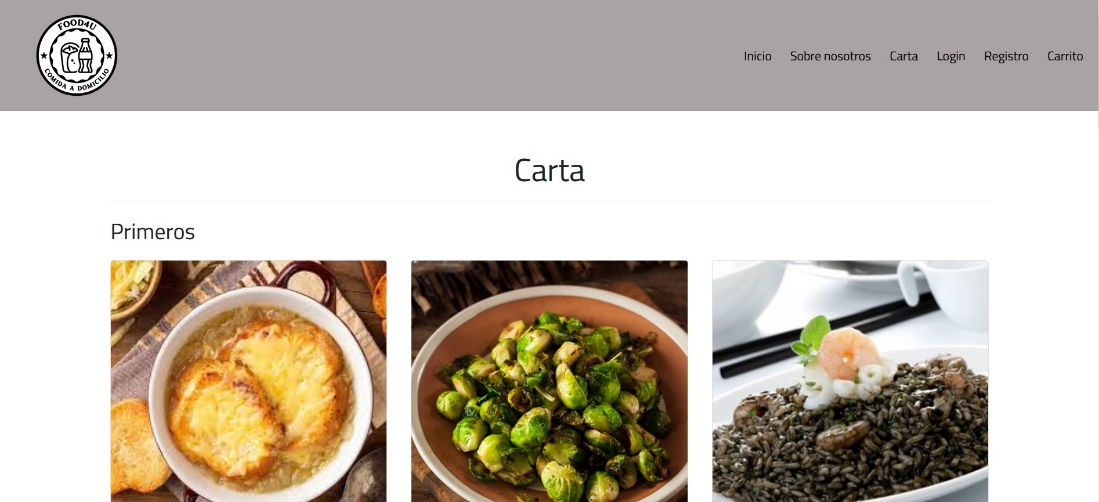 FOOD4U
COMIDA A DOMICILIO
Inicio Sobre nosotros Carta Login Registro Carrito
Carta
Primeros